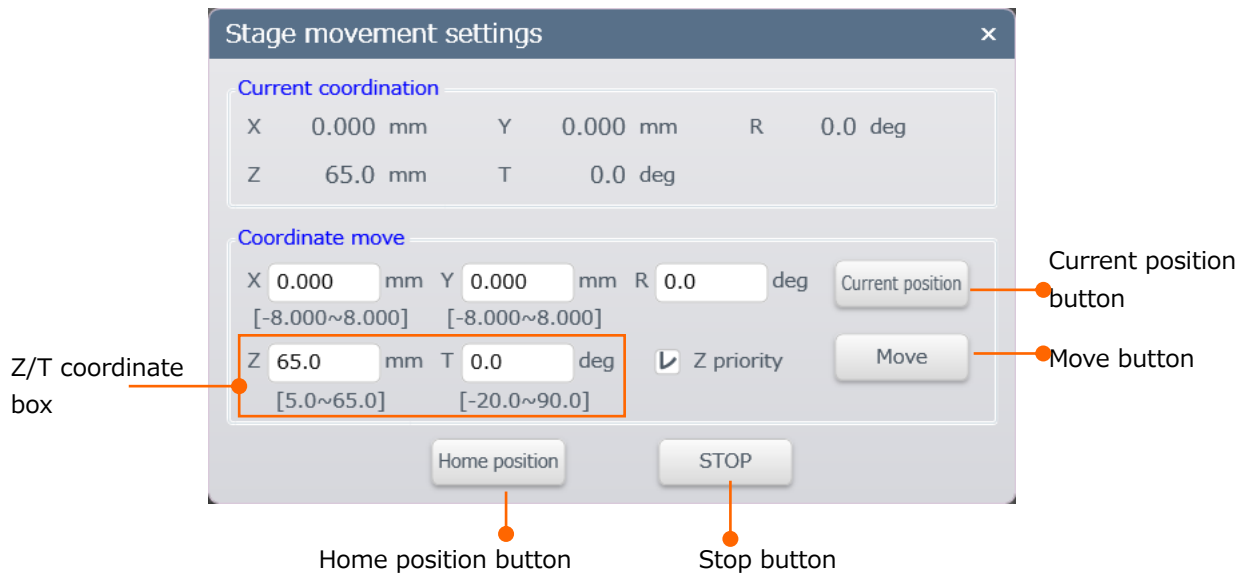 Stage movement settings ×
Current coordination
X 0.000 mm Y 0.000 mm R 0.0 deg
Z 65.0 mm T 0.0 deg
Coordinate move
X 0.000 mm Y 0.000 mm R 0.0 deg Current position
[-8.000~8.000] [-8.000~8.000]
Z 65.0 mm T 0.0 deg Z priority Move
[5.0~65.0] [-20.0~90.0]
Home position STOP
Current position
button
Move button
Z/T coordinate
box
Home position button
Stop button